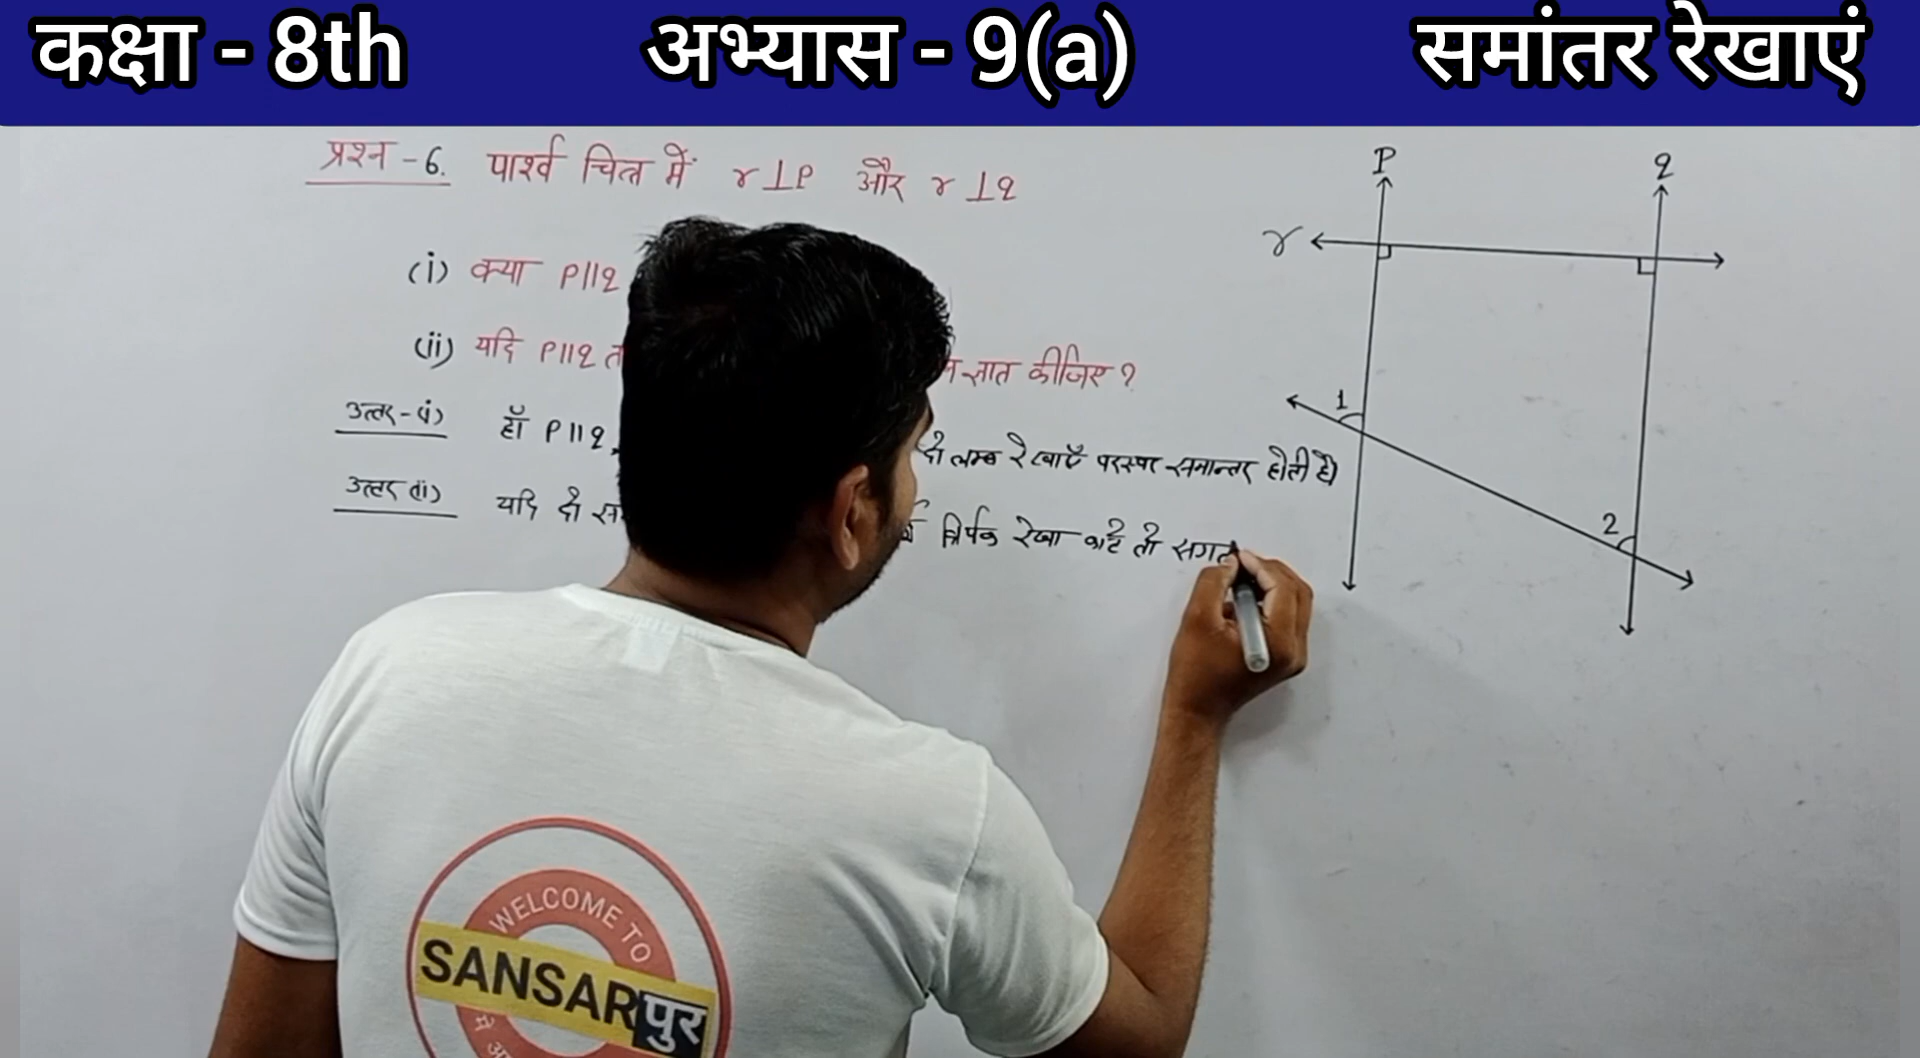 कक्षा - 8th अभ्यास - 9(a) समांतर रेखाएं
प्रश्न -6. पार्श्व चित्र में r⊥P और r⊥q
(i) क्या P||q
(ii) यदि P||q ज्ञात कीजिए ?
उत्तर-(i) हाँ P||q, दो लम्ब रेखाएँ परस्पर समान्तर होती है।
उत्तर (ii) यदि दो त्रिर्यक रेखा काटे तो संगत
P
q
r
1
2
WELCOME TO
SANSARपुर
में